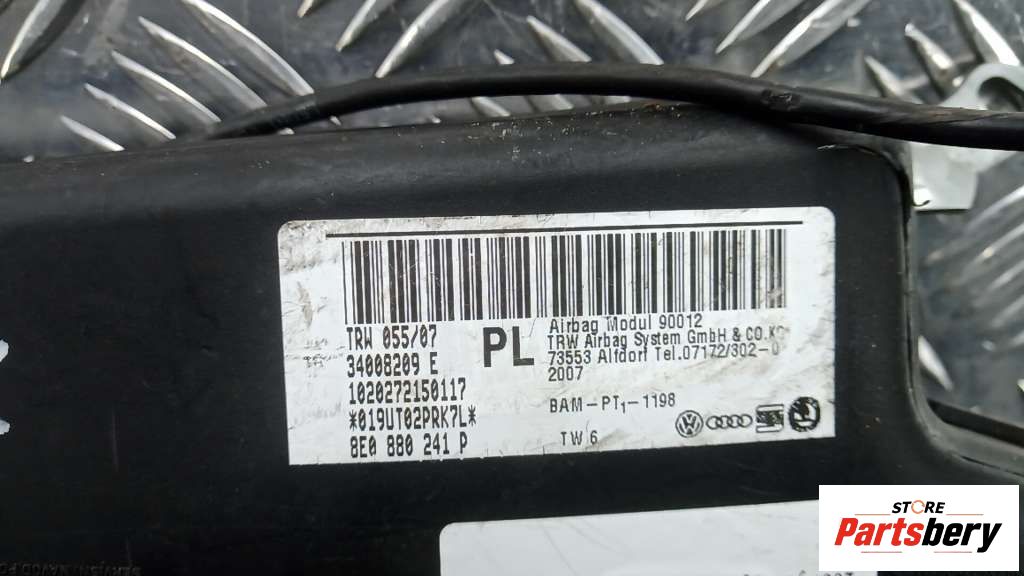 TRW 055/07
34008209 E
1020272150117
*019UT02PRK7L*
8E0 880 241 P
PL
Airbag Modul 90012
TRW Airbag System GmbH & CO.KG
73553 Alfdorf Tel.07172/302-0
2007
BAM-PT1-1198
TW 6
STORE
Partsbery